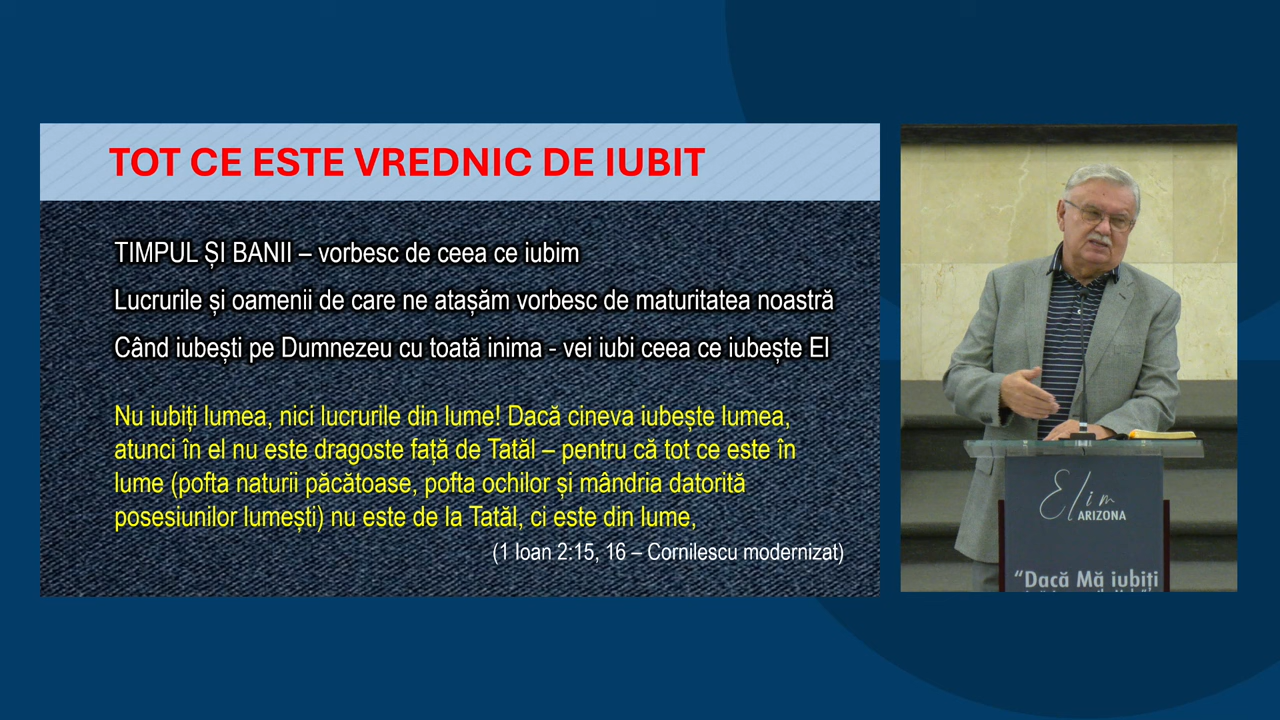 TOT CE ESTE VREDNIC DE IUBIT
TIMPUL ȘI BANII – vorbesc de ceea ce iubim
Lucrurile și oamenii de care ne atașăm vorbesc de maturitatea noastră
Când iubești pe Dumnezeu cu toată inima - vei iubi ceea ce iubește El
Nu iubiți lumea, nici lucrurile din lume! Dacă cineva iubește lumea,
atunci în el nu este dragoste față de Tatăl – pentru că tot ce este în
lume (pofta naturii păcătoase, pofta ochilor și mândria datorită
posesiunilor lumești) nu este de la Tatăl, ci este din lume,
(1 Ioan 2:15, 16 – Cornilescu modernizat)
Elim
ARIZONA
“Dacă Mă iubiți